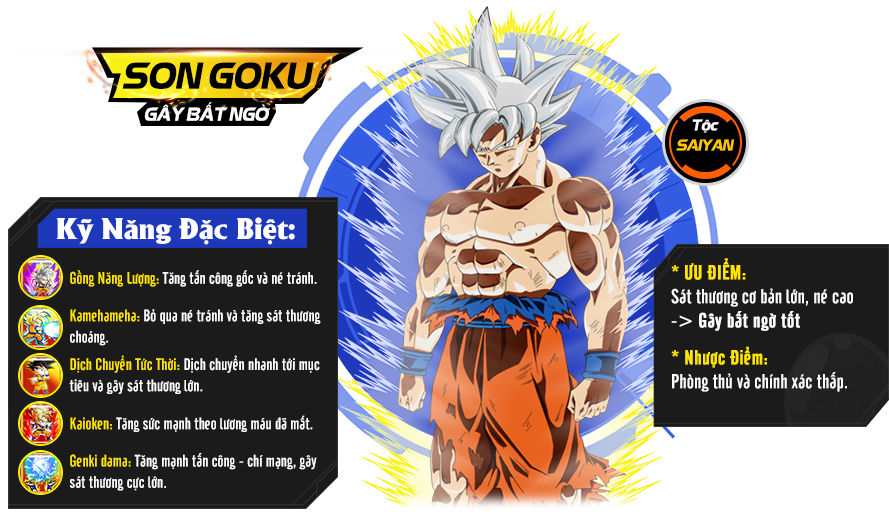 SON GOKU
GÂY BẤT NGỜ
Tộc
SAIYAN
Kỹ Năng Đặc Biệt:
Gồng Năng Lượng: Tăng tấn công gốc và né tránh.
Kamehameha: Bỏ qua né tránh và tăng sát thương
choáng.
Dịch Chuyển Tức Thời: Dịch chuyển nhanh tới mục
tiêu và gây sát thương lớn.
Kaioken: Tăng sức mạnh theo lương máu đã mất.
Genki dama: Tăng mạnh tấn công - chí mạng, gây
sát thương cực lớn.
* ƯU ĐIỂM:
Sát thương cơ bản lớn, né cao
-> Gây bất ngờ tốt
* Nhược Điểm:
Phòng thủ và chính xác thấp.